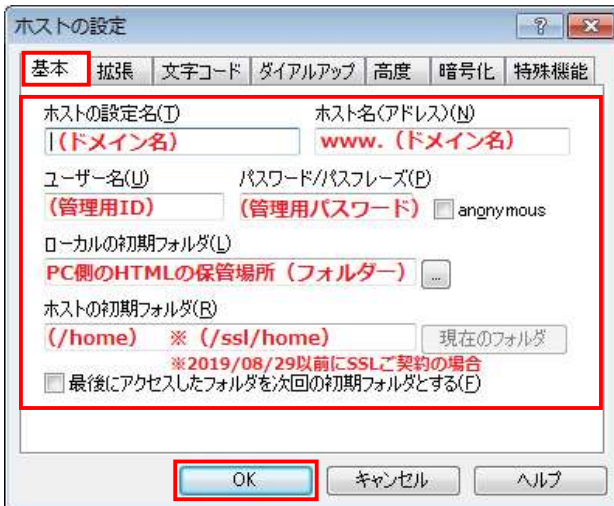 ホストの設定
基本 拡張 文字コード ダイアルアップ 高度 暗号化 特殊機能
ホストの設定名(T) ホスト名(アドレス)(N)
(ドメイン名) www.(ドメイン名)
ユーザー名(U) パスワード/パスフレーズ(P)
(管理用ID) (管理用パスワード) anonymous
ローカルの初期フォルダ(L)
PC側のHTMLの保管場所(フォルダー) ...
ホストの初期フォルダ(R)
(/home) ※(/ssl/home) 現在のフォルダ
※2019/08/29以前にSSLご契約の場合
最後にアクセスしたフォルダを次回の初期フォルダとする(F)
OK キャンセル ヘルプ